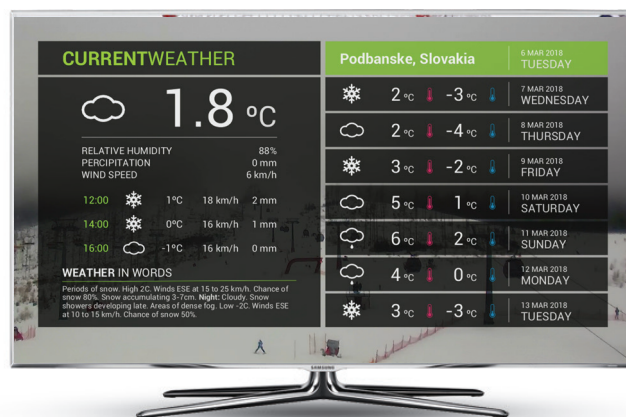 CURRENTWEATHER
1.8 °C
RELATIVE HUMIDITY 88%
PERCIPITATION 0 mm
WIND SPEED 6 km/h
12:00 1°C 18 km/h 2 mm
14:00 0°C 16 km/h 1 mm
16:00 -1°C 16 km/h 0 mm
WEATHER IN WORDS
Periods of snow. High 2C. Winds ESE at 15 to 25 km/h. Chance of
snow 80%. Snow accumulating 3-7cm. Night: Cloudy. Snow
showers developing late. Areas of dense fog. Low -2C. Winds ESE
at 10 to 15 km/h. Chance of snow 50%.
Podbanske, Slovakia
6 MAR 2018
TUESDAY
2 °C -3 °C
7 MAR 2018
WEDNESDAY
2 °C -4 °C
8 MAR 2018
THURSDAY
3 °C -2 °C
9 MAR 2018
FRIDAY
5 °C 1 °C
10 MAR 2018
SATURDAY
6 °C 2 °C
11 MAR 2018
SUNDAY
4 °C 0 °C
12 MAR 2018
MONDAY
3 °C -3 °C
13 MAR 2018
TUESDAY
SAMSUNG